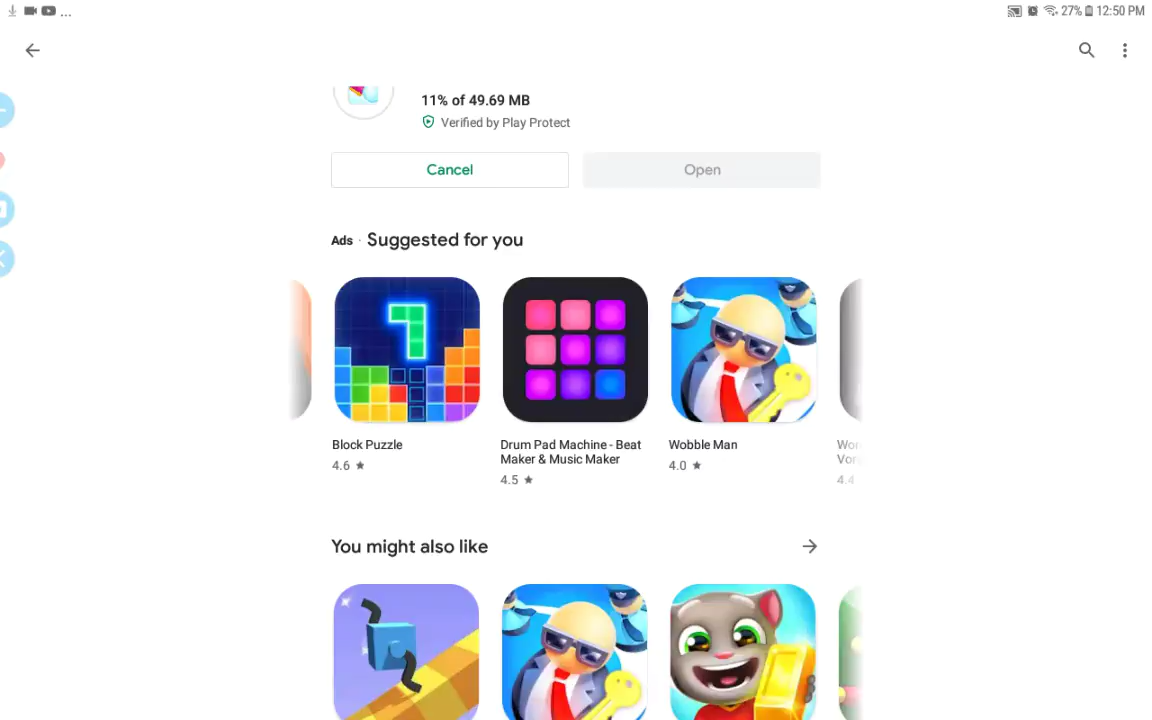 ...
27% 12:50 PM
11% of 49.69 MB
Verified by Play Protect
Cancel
Open
Ads · Suggested for you
Block Puzzle
4.6 ★
Drum Pad Machine - Beat
Maker & Music Maker
4.5 ★
Wobble Man
4.0 ★
4.4
You might also like